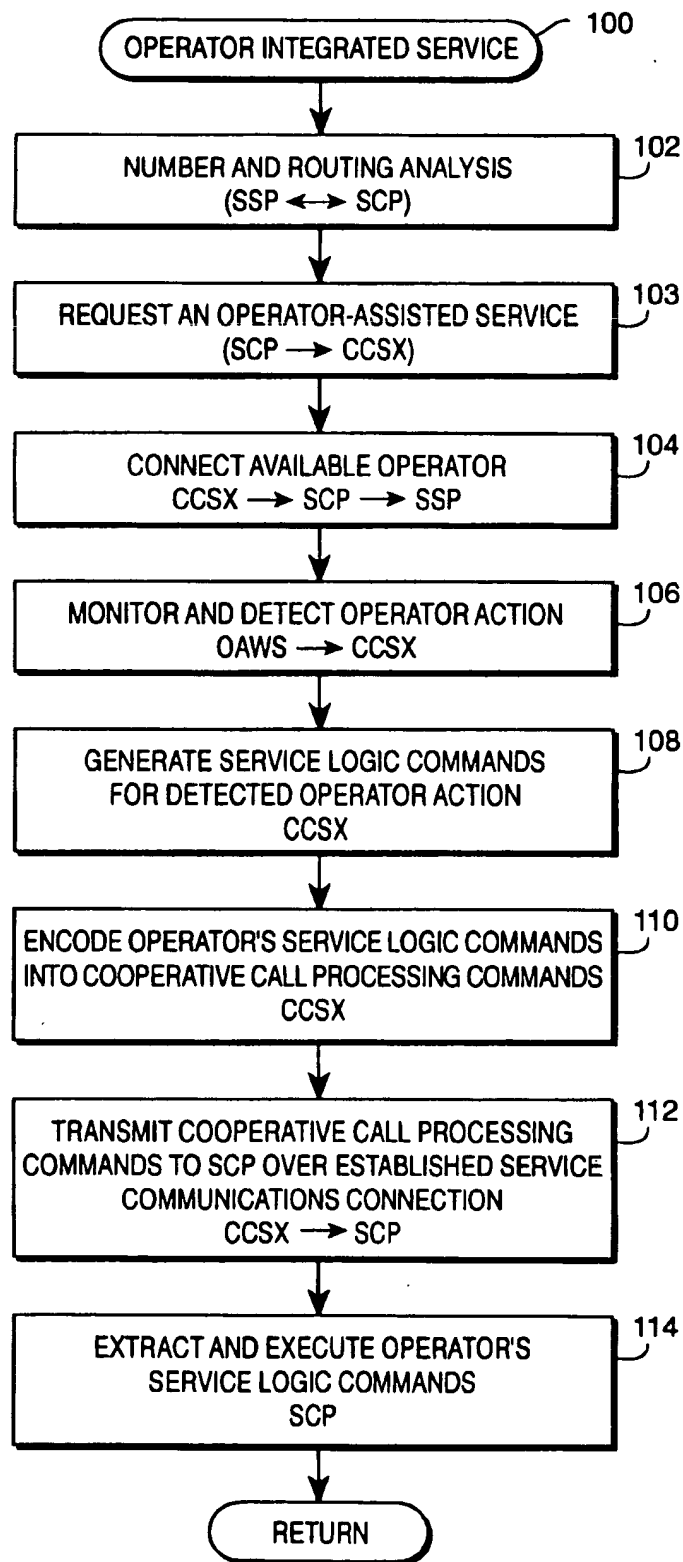 OPERATOR INTEGRATED SERVICE
100
NUMBER AND ROUTING ANALYSIS
(SSP ↔ SCP)
102
REQUEST AN OPERATOR-ASSISTED SERVICE
(SCP → CCSX)
103
CONNECT AVAILABLE OPERATOR
CCSX → SCP → SSP
104
MONITOR AND DETECT OPERATOR ACTION
OAWS → CCSX
106
GENERATE SERVICE LOGIC COMMANDS
FOR DETECTED OPERATOR ACTION
CCSX
108
ENCODE OPERATOR'S SERVICE LOGIC COMMANDS
INTO COOPERATIVE CALL PROCESSING COMMANDS
CCSX
110
TRANSMIT COOPERATIVE CALL PROCESSING
COMMANDS TO SCP OVER ESTABLISHED SERVICE
COMMUNICATIONS CONNECTION
CCSX → SCP
112
EXTRACT AND EXECUTE OPERATOR'S
SERVICE LOGIC COMMANDS
SCP
114
RETURN